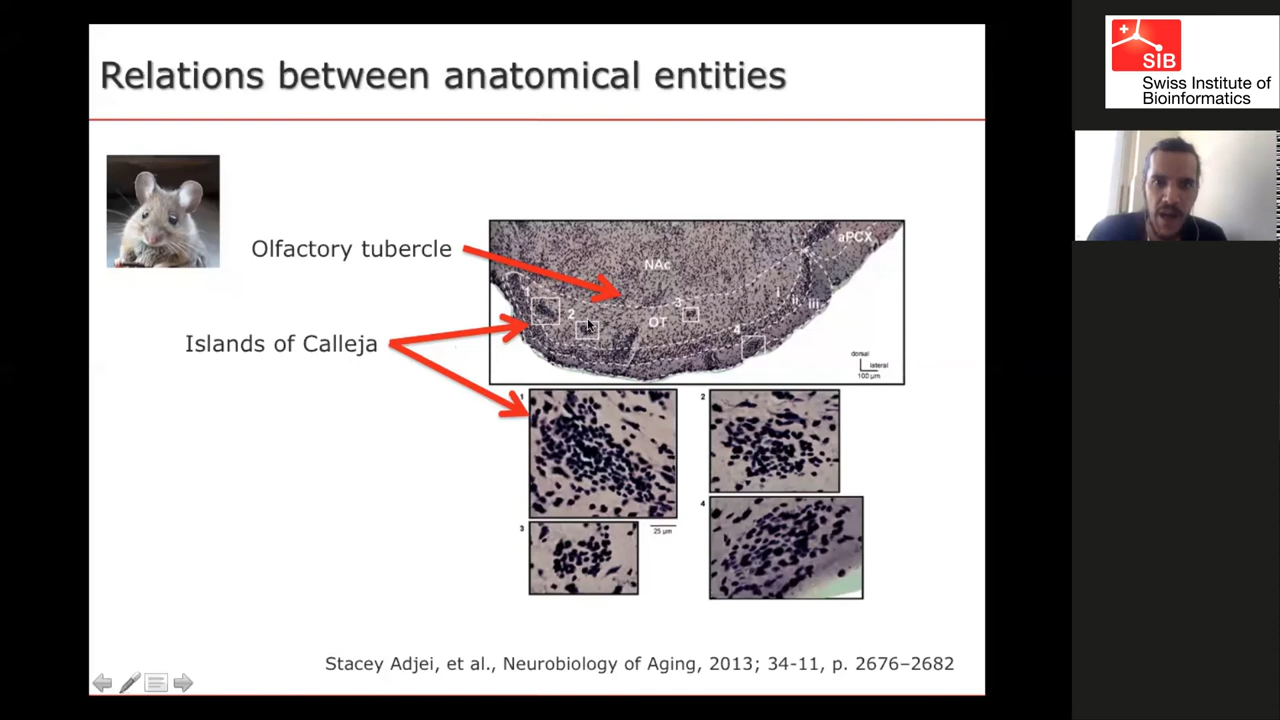 Relations between anatomical entities
SIB
Swiss Institute of
Bioinformatics
Olfactory tubercle
Islands of Calleja
aPCX
NAc
1
2
3
i
ii
iii
OT
4
dorsal
lateral
100 µm
1
2
3
25 µm
4
Stacey Adjei, et al., Neurobiology of Aging, 2013; 34-11, p. 2676–2682